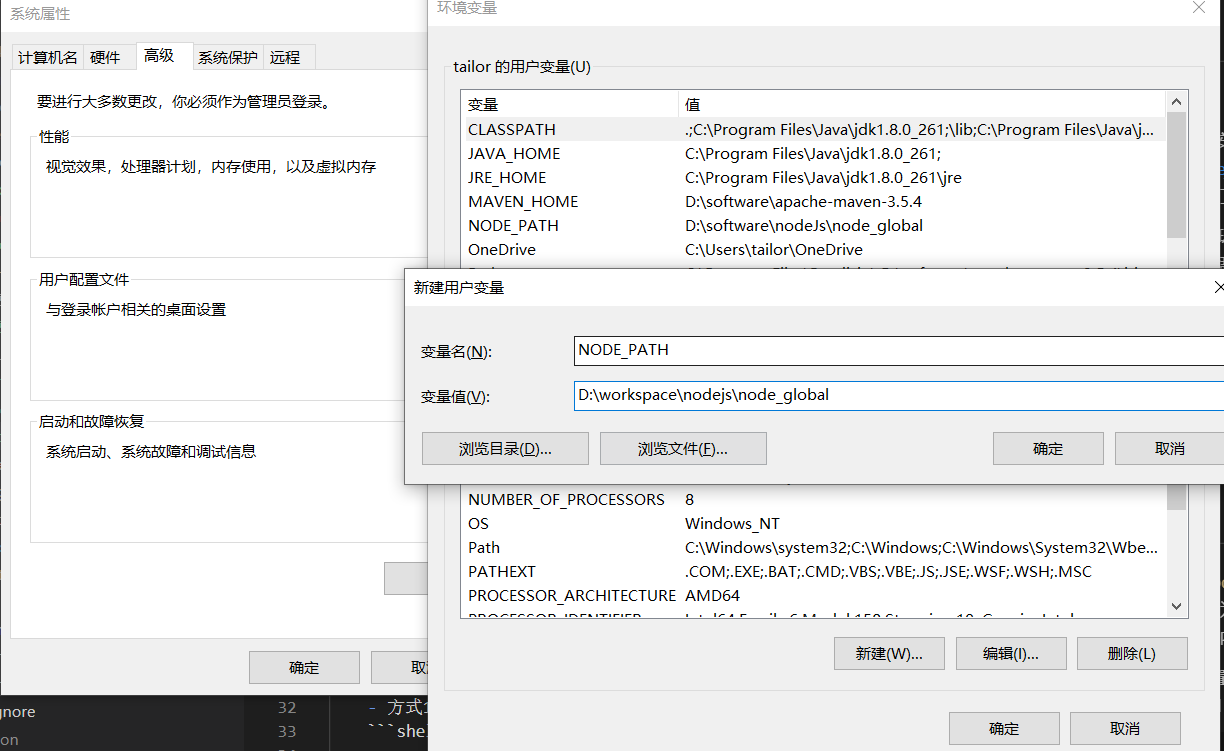 系统属性
计算机名 硬件 高级 系统保护 远程
要进行大多数更改，你必须作为管理员登录。
性能
视觉效果，处理器计划，内存使用，以及虚拟内存
用户配置文件
与登录帐户相关的桌面设置
启动和故障恢复
系统启动、系统故障和调试信息
确定
环境变量
tailor 的用户变量(U)
变量 值
CLASSPATH .;C:\Program Files\Java\jdk1.8.0_261;\lib;C:\Program Files\Java\j...
JAVA_HOME C:\Program Files\Java\jdk1.8.0_261;
JRE_HOME C:\Program Files\Java\jdk1.8.0_261\jre
MAVEN_HOME D:\software\apache-maven-3.5.4
NODE_PATH D:\software\nodeJs\node_global
OneDrive C:\Users\tailor\OneDrive
新建用户变量
变量名(N): NODE_PATH
变量值(V): D:\workspace\nodejs\node_global
浏览目录(D)... 浏览文件(F)... 确定 取消
NUMBER_OF_PROCESSORS 8
OS Windows_NT
Path C:\Windows\system32;C:\Windows;C:\Windows\System32\Wbe...
PATHEXT .COM;.EXE;.BAT;.CMD;.VBS;.VBE;.JS;.JSE;.WSF;.WSH;.MSC
PROCESSOR_ARCHITECTURE AMD64
新建(W)... 编辑(I)... 删除(L)
确定 取消
gnore
on
32 - 方式
33 ```she